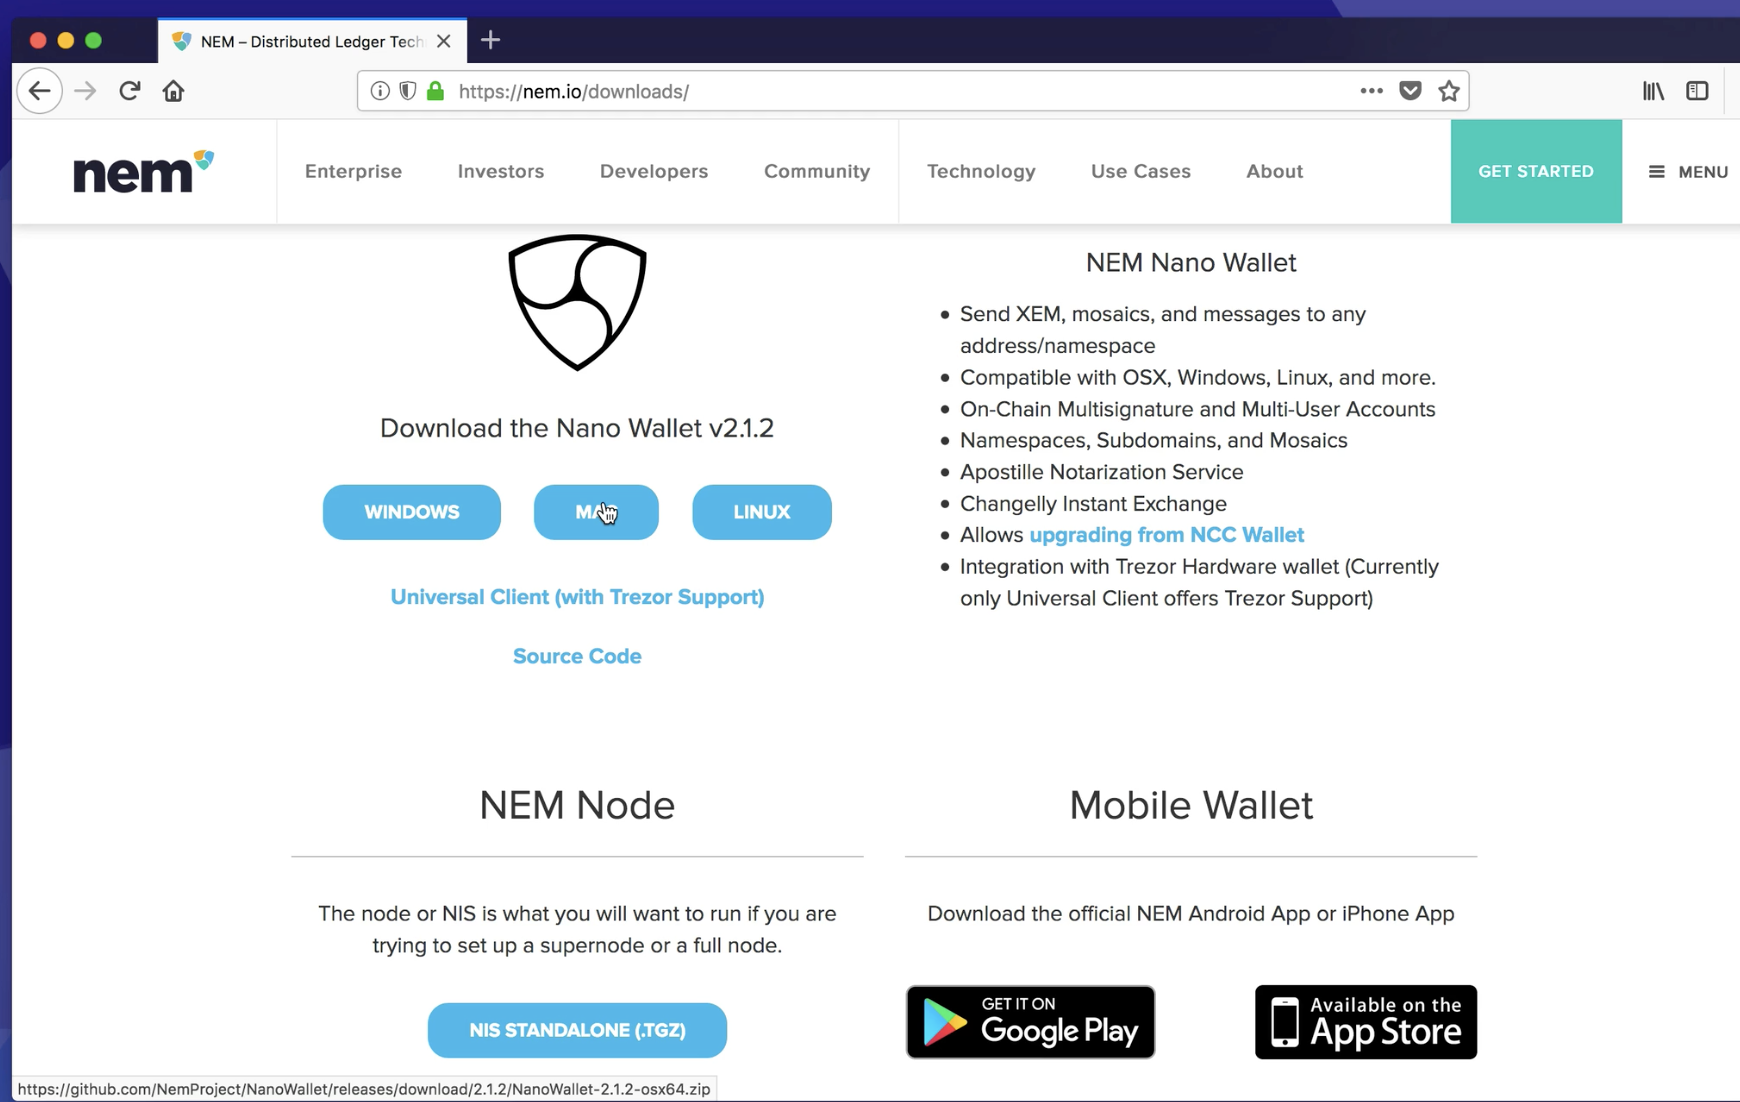 NEM – Distributed Ledger Tech
https://nem.io/downloads/
nem
Enterprise
Investors
Developers
Community
Technology
Use Cases
About
GET STARTED
MENU
Download the Nano Wallet v2.1.2
WINDOWS
LINUX
Universal Client (with Trezor Support)
Source Code
NEM Nano Wallet
Send XEM, mosaics, and messages to any
address/namespace
Compatible with OSX, Windows, Linux, and more.
On-Chain Multisignature and Multi-User Accounts
Namespaces, Subdomains, and Mosaics
Apostille Notarization Service
Changelly Instant Exchange
Allows upgrading from NCC Wallet
Integration with Trezor Hardware wallet (Currently
only Universal Client offers Trezor Support)
NEM Node
The node or NIS is what you will want to run if you are
trying to set up a supernode or a full node.
NIS STANDALONE (.TGZ)
Mobile Wallet
Download the official NEM Android App or iPhone App
GET IT ON
Google Play
Available on the
App Store
https://github.com/NemProject/NanoWallet/releases/download/2.1.2/NanoWallet-2.1.2-osx64.zip